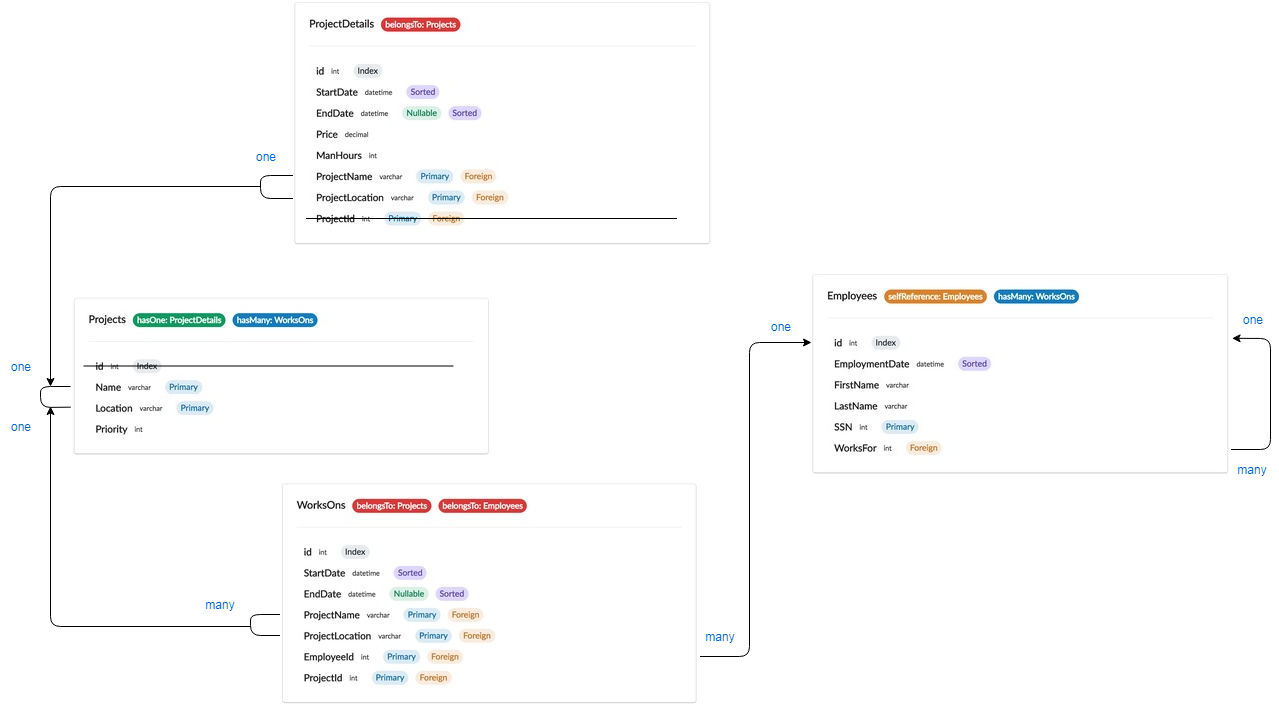 ProjectDetails belongsTo: Projects
id int Index
StartDate datetime Sorted
EndDate datetime Nullable Sorted
Price decimal
ManHours int
ProjectName varchar Primary Foreign
ProjectLocation varchar Primary Foreign
ProjectId int Primary Foreign
one
Projects hasOne: ProjectDetails hasMany: WorksOns
id int Index
Name varchar Primary
Location varchar Primary
Priority int
one
one
Employees selfReference: Employees hasMany: WorksOns
id int Index
EmploymentDate datetime Sorted
FirstName varchar
LastName varchar
SSN int Primary
WorksFor int Foreign
one
one
many
WorksOns belongsTo: Projects belongsTo: Employees
id int Index
StartDate datetime Sorted
EndDate datetime Nullable Sorted
ProjectName varchar Primary Foreign
ProjectLocation varchar Primary Foreign
EmployeeId int Primary Foreign
ProjectId int Primary Foreign
many
many